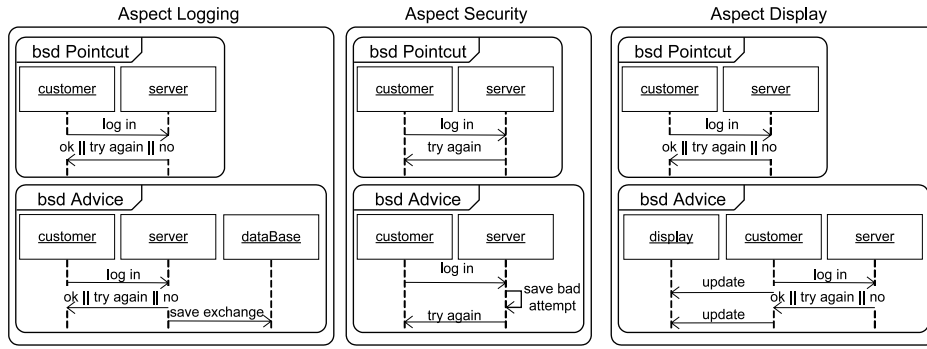 Aspect Logging
bsd Pointcut
customer server
log in
ok || try again || no
bsd Advice
customer server dataBase
log in
ok || try again || no
save exchange
Aspect Security
bsd Pointcut
customer server
log in
try again
bsd Advice
customer server
log in
save bad
attempt
try again
Aspect Display
bsd Pointcut
customer server
log in
ok || try again || no
bsd Advice
display customer server
log in
update
ok || try again || no
update